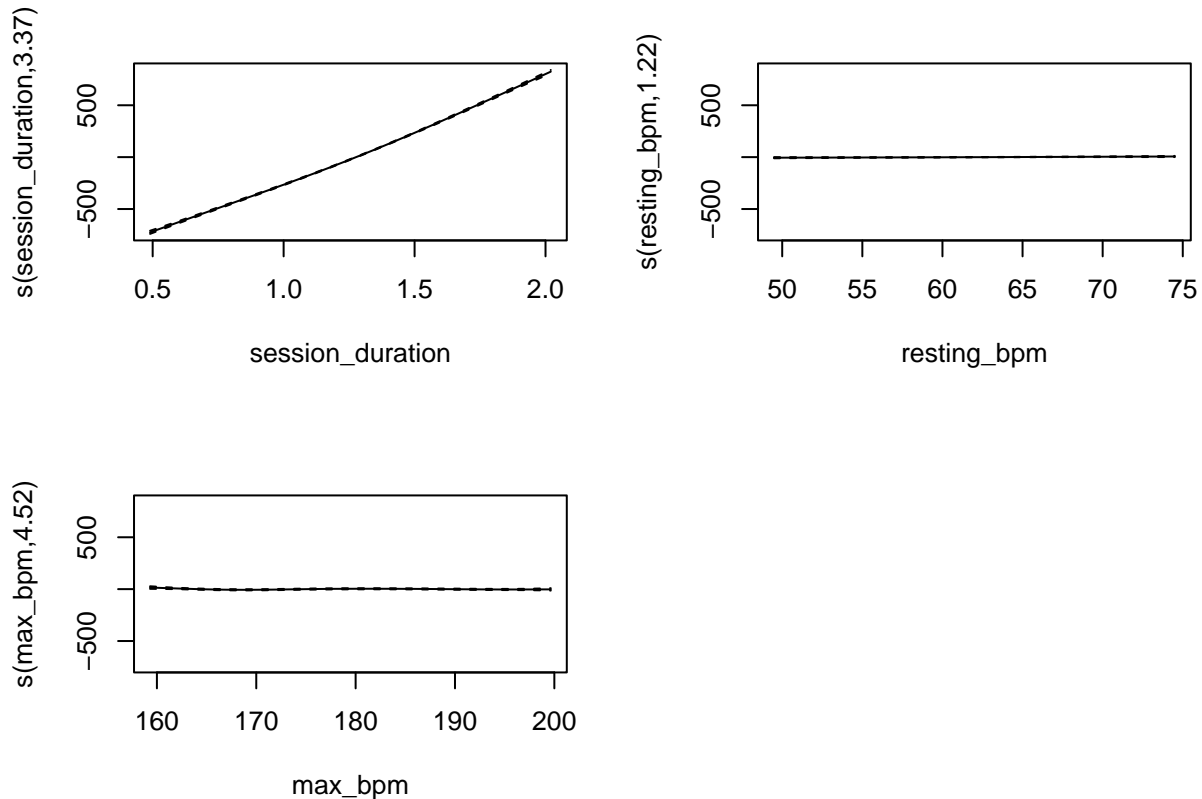 s(session_duration,3.37)
500
−500
0.5 1.0 1.5 2.0
session_duration
s(resting_bpm,1.22)
500
−500
50 55 60 65 70 75
resting_bpm
s(max_bpm,4.52)
500
−500
160 170 180 190 200
max_bpm